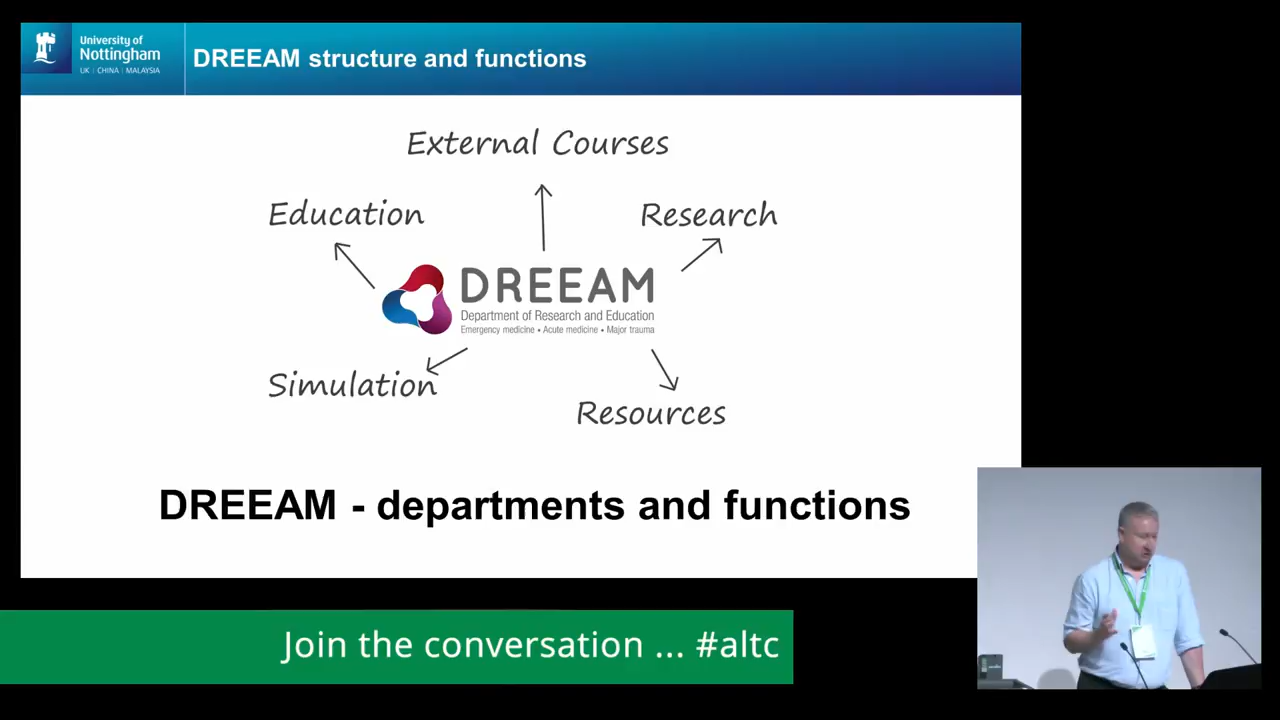 University of
Nottingham
UK | CHINA | MALAYSIA
DREEAM structure and functions
External Courses
Education
Research
DREEAM
Department of Research and Education
Emergency medicine • Acute medicine • Major trauma
Simulation
Resources
DREEAM - departments and functions
Join the conversation ... #altc